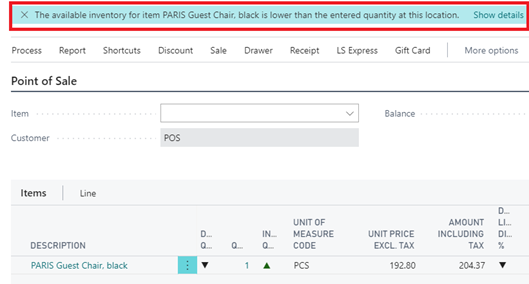 The available inventory for item PARIS Guest Chair, black is lower than the entered quantity at this location. Show details
Process Report Shortcuts Discount Sale Drawer Receipt LS Express Gift Card More options
Point of Sale
Item Balance
Customer POS
Items Line
DESCRIPTION D... Q... Q... IN... Q... UNIT OF MEASURE CODE UNIT PRICE EXCL. TAX AMOUNT INCLUDING TAX D... LI... DI... %
PARIS Guest Chair, black 1 PCS 192.80 204.37